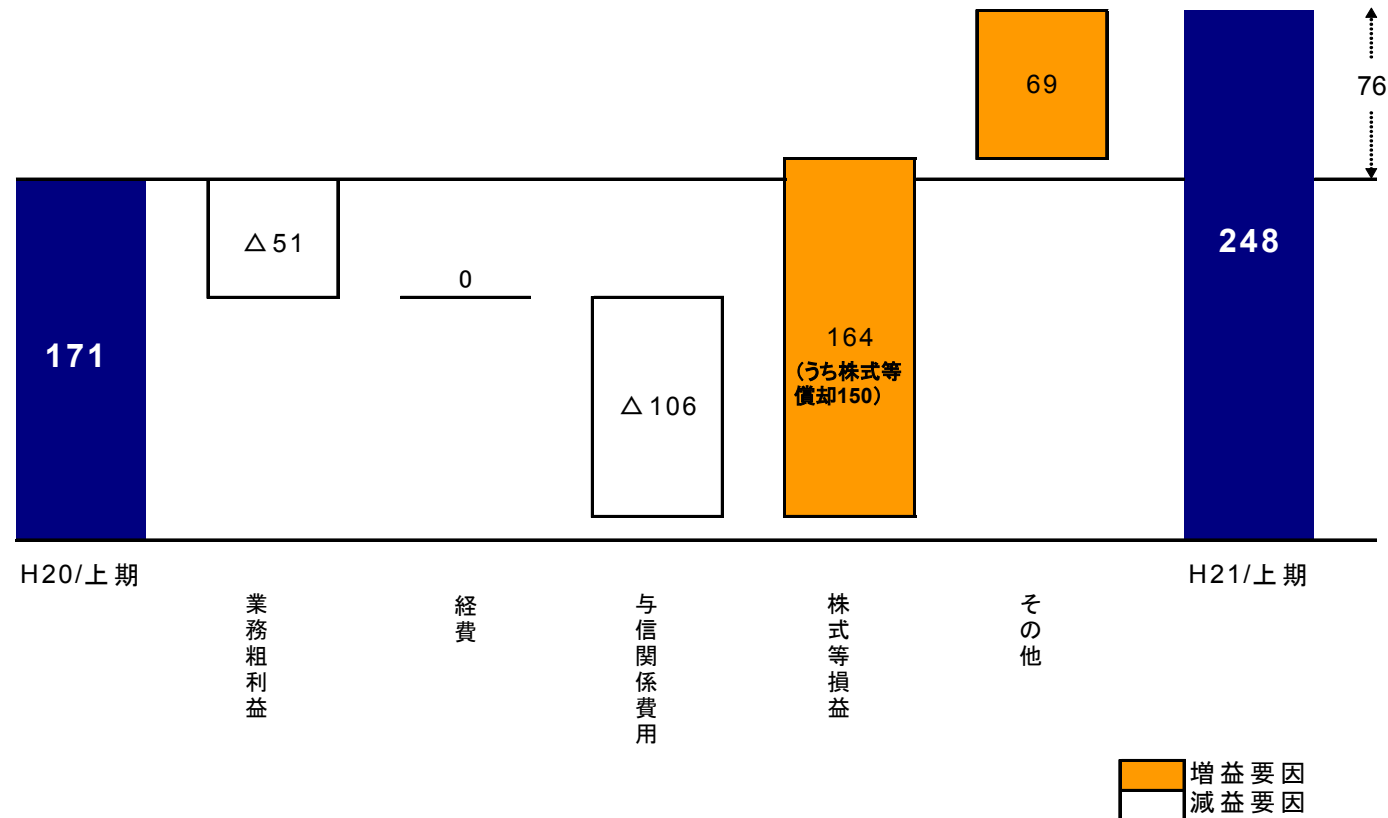 69
76
△51
248
0
171
164
(うち株式等
償却150)
△106
H20/上期
H21/上期
業務粗利益
経費
与信関係費用
株式等損益
その他
増益要因
減益要因